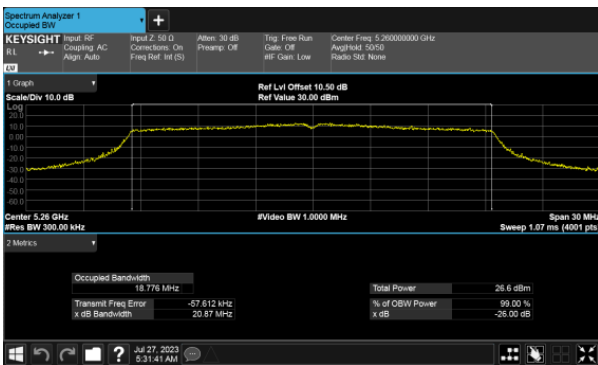 Spectrum Analyzer 1
Occupied BW
KEYSIGHT
RL
Input: RF
Coupling: AC
Align: Auto
Input Z: 50 Ω
Corrections: On
Freq Ref: Int (S)
Atten: 30 dB
Preamp: Off
Trig: Free Run
Gate: Off
#IF Gain: Low
Center Freq: 5.260000000 GHz
Avg|Hold: 50/50
Radio Std: None
LXI
1 Graph
Scale/Div 10.0 dB
Ref Lvl Offset 10.50 dB
Ref Value 30.00 dBm
Log
20.0
10.0
0.00
-10.0
-20.0
-30.0
-40.0
-50.0
-60.0
Center 5.26 GHz
#Video BW 1.0000 MHz
Span 30 MHz
#Res BW 300.00 kHz
Sweep 1.07 ms (4001 pts
2 Metrics
Occupied Bandwidth
18.776 MHz
Total Power 26.6 dBm
Transmit Freq Error -57.612 kHz
% of OBW Power 99.00 %
x dB Bandwidth 20.87 MHz
x dB -26.00 dB
?
Jul 27, 2023
5:31:41 AM